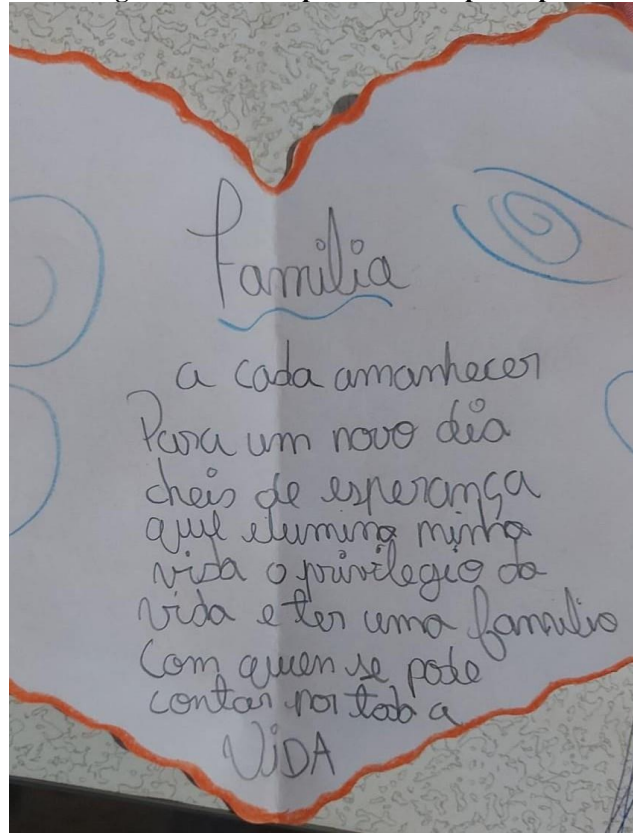 Familia
a cada amanhecer
Para um novo dia
cheio de esperança
que ilumina minha
vida o privilegio da
vida e ter uma familia
com quem se pode
contar por toda a
ViDA